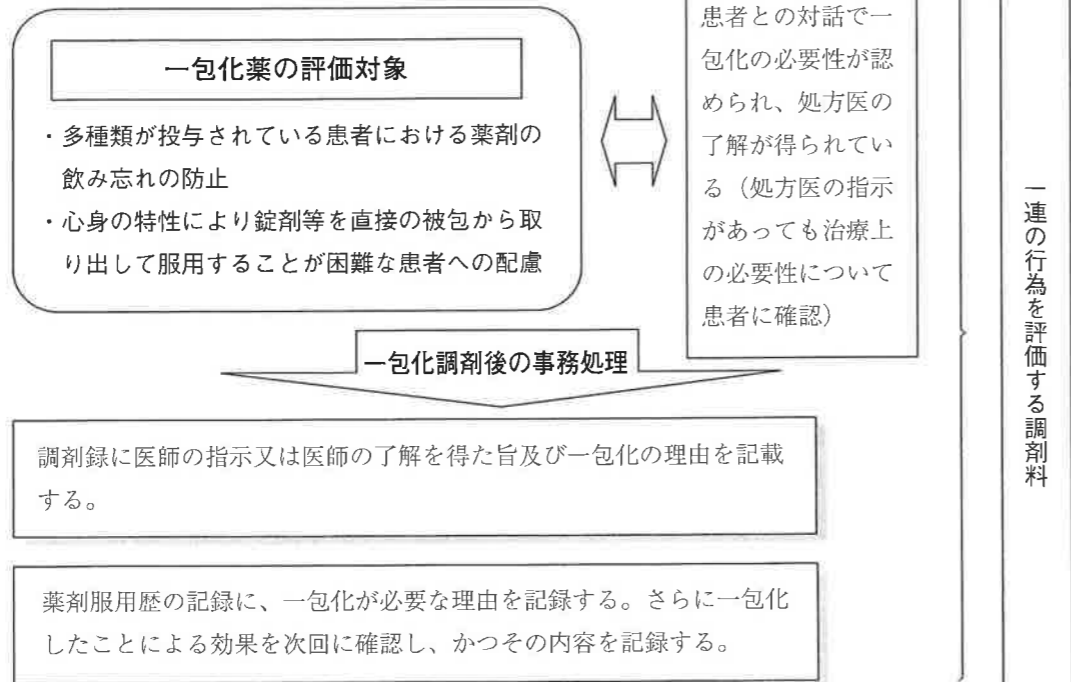 一包化薬の評価対象
・多種類が投与されている患者における薬剤の
飲み忘れの防止
・心身の特性により錠剤等を直接の被包から取
り出して服用することが困難な患者への配慮
患者との対話で一
包化の必要性が認
められ、処方医の
了解が得られてい
る（処方医の指示
があっても治療上
の必要性について
患者に確認）
一包化調剤後の事務処理
調剤録に医師の指示又は医師の了解を得た旨及び一包化の理由を記載
する。
薬剤服用歴の記録に、一包化が必要な理由を記録する。さらに一包化
したことによる効果を次回に確認し、かつその内容を記録する。
一連の行為を評価する調剤料